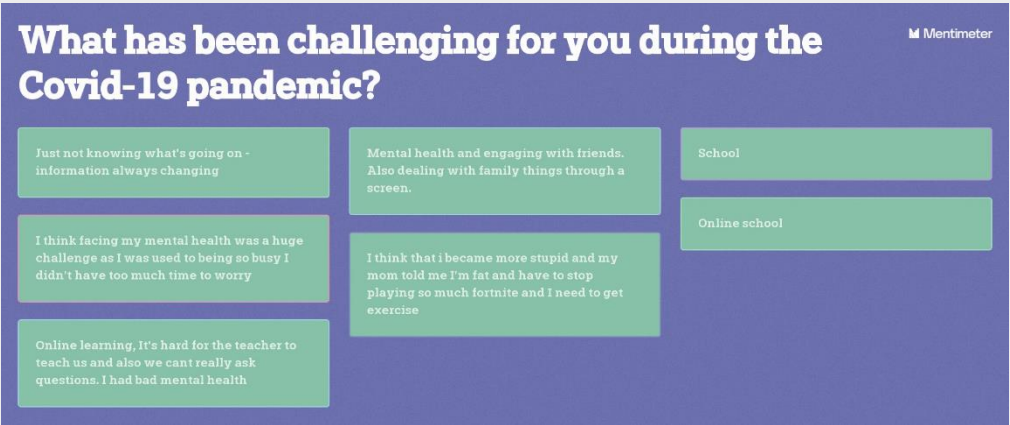 What has been challenging for you during the
Covid-19 pandemic?
Mentimeter
Just not knowing what's going on -
information always changing
I think facing my mental health was a huge
challenge as I was used to being so busy I
didn't have too much time to worry
Online learning, It's hard for the teacher to
teach us and also we cant really ask
questions. I had bad mental health
Mental health and engaging with friends.
Also dealing with family things through a
screen.
I think that i became more stupid and my
mom told me I'm fat and have to stop
playing so much fortnite and I need to get
exercise
School
Online school